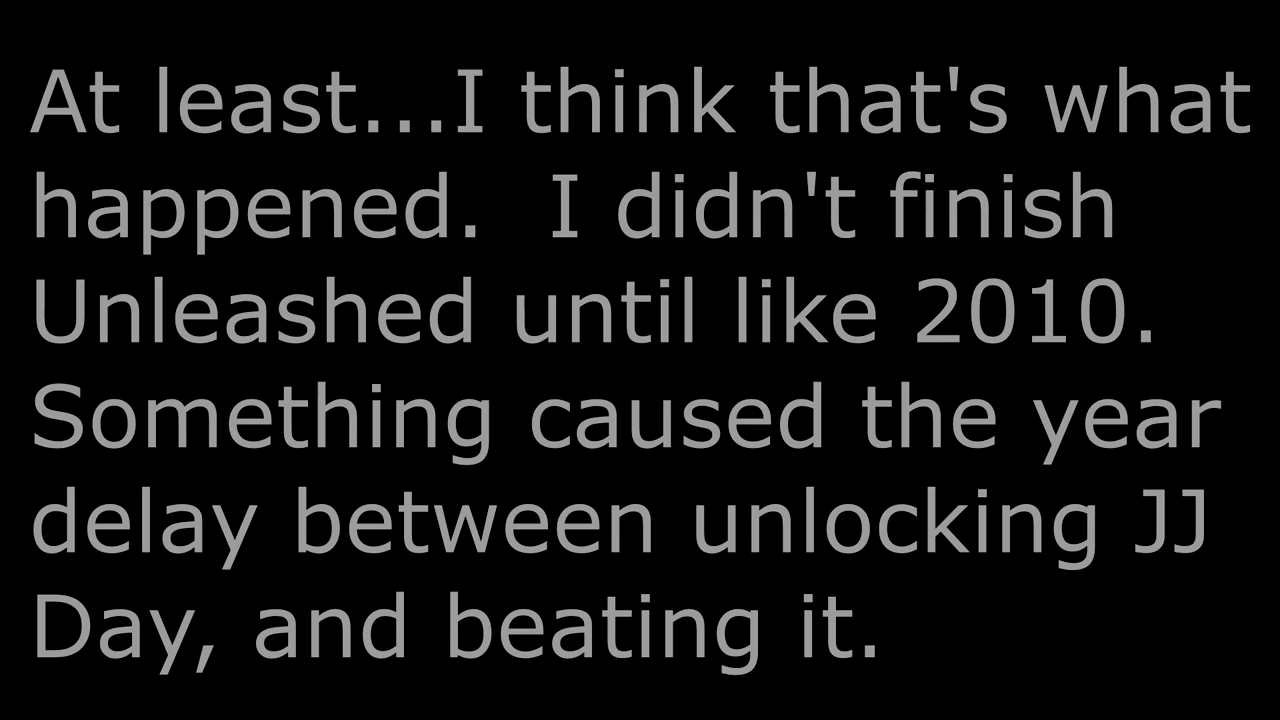 At least...I think that's what
happened.  I didn't finish
Unleashed until like 2010.
Something caused the year
delay between unlocking JJ
Day, and beating it.